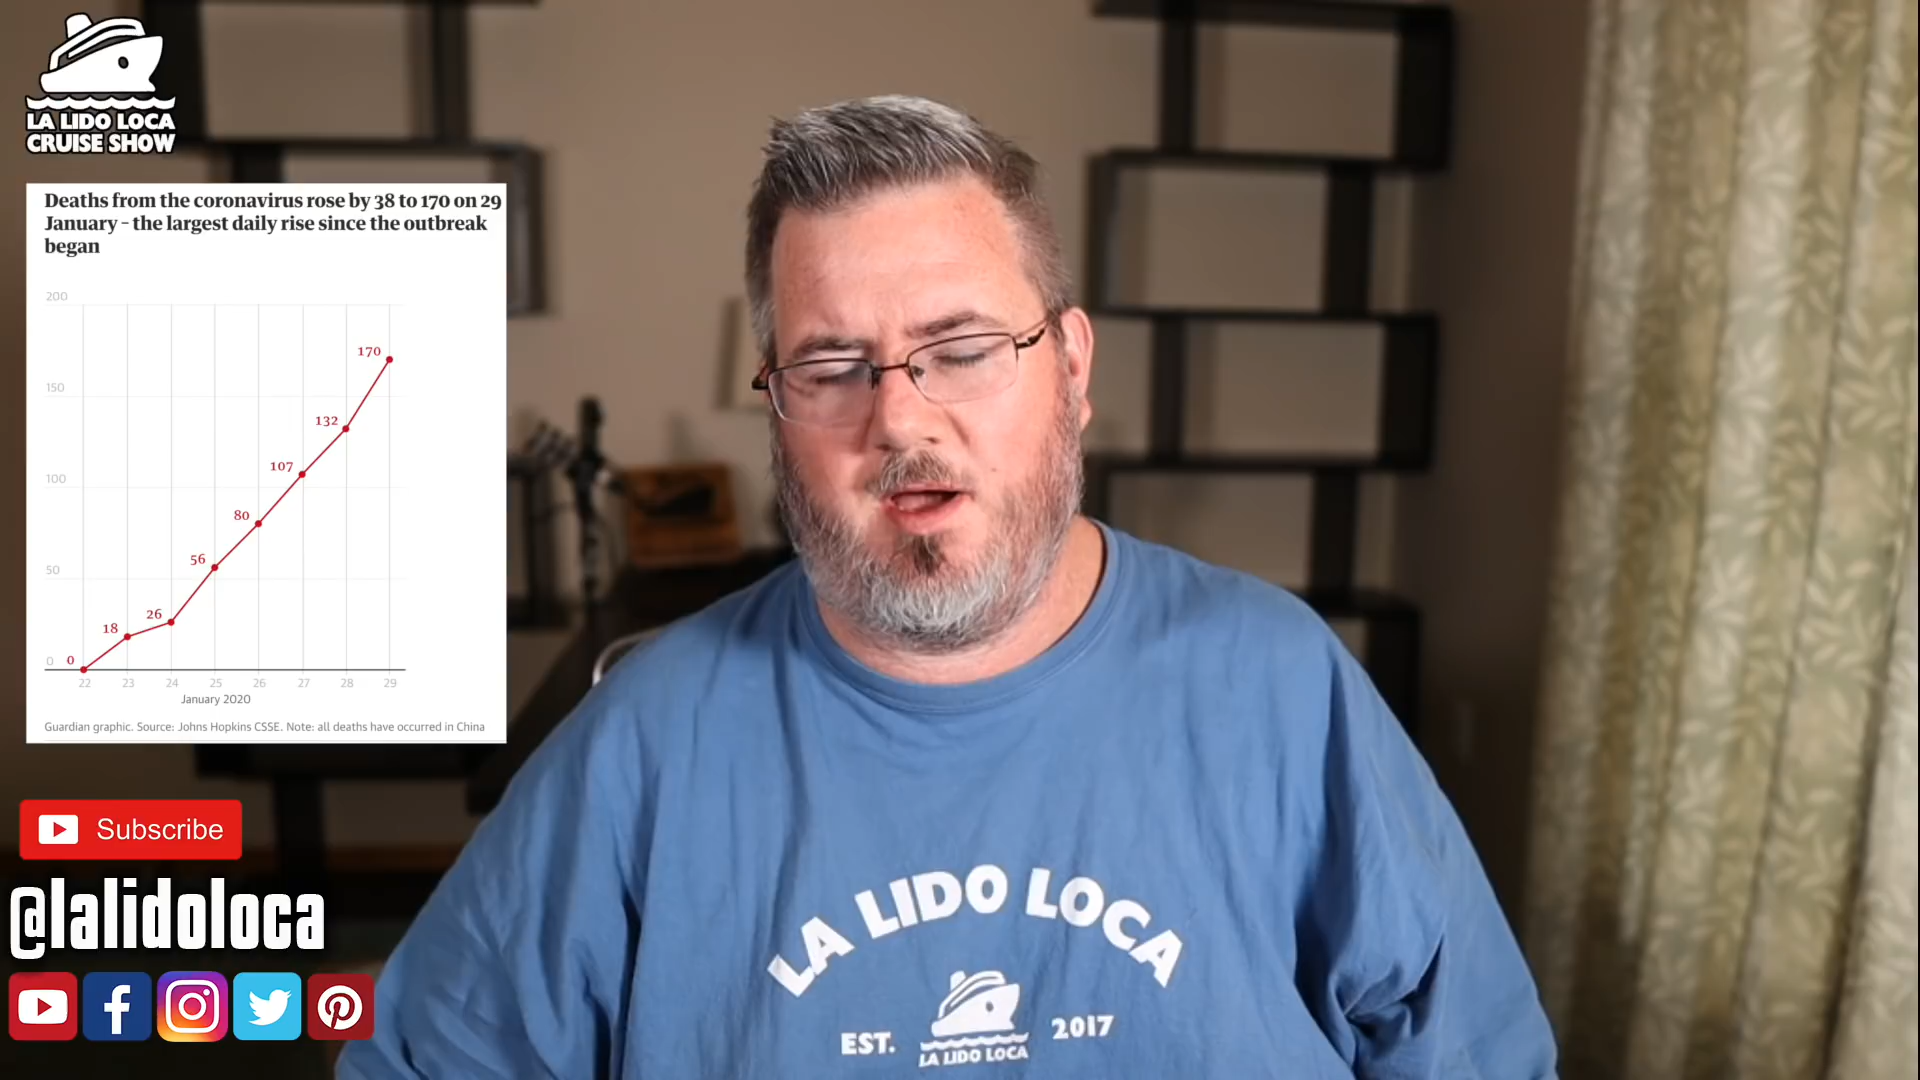 LA LIDO LOCA
CRUISE SHOW
Deaths from the coronavirus rose by 38 to 170 on 29
January – the largest daily rise since the outbreak
began
200
150
100
50
0
0
18
26
56
80
107
132
170
22 23 24 25 26 27 28 29
January 2020
Guardian graphic. Source: Johns Hopkins CSSE. Note: all deaths have occurred in China
Subscribe
@lalidoloca
LA LIDO LOCA
EST. 2017
LA LIDO LOCA